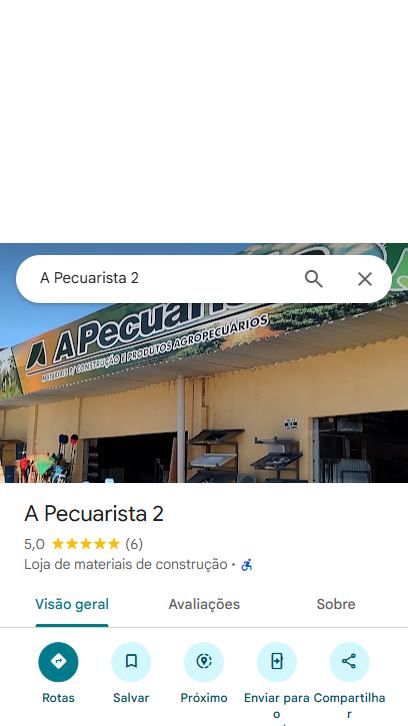 A Pecuarista 2
A Pecuari
MATERIAIS P/ CONSTRUÇÃO E PRODUTOS AGROPECUÁRIOS
A Pecuarista 2
5,0 (6)
Loja de materiais de construção ·
Visão geral Avaliações Sobre
Rotas Salvar Próximo Enviar para o Compartilhar